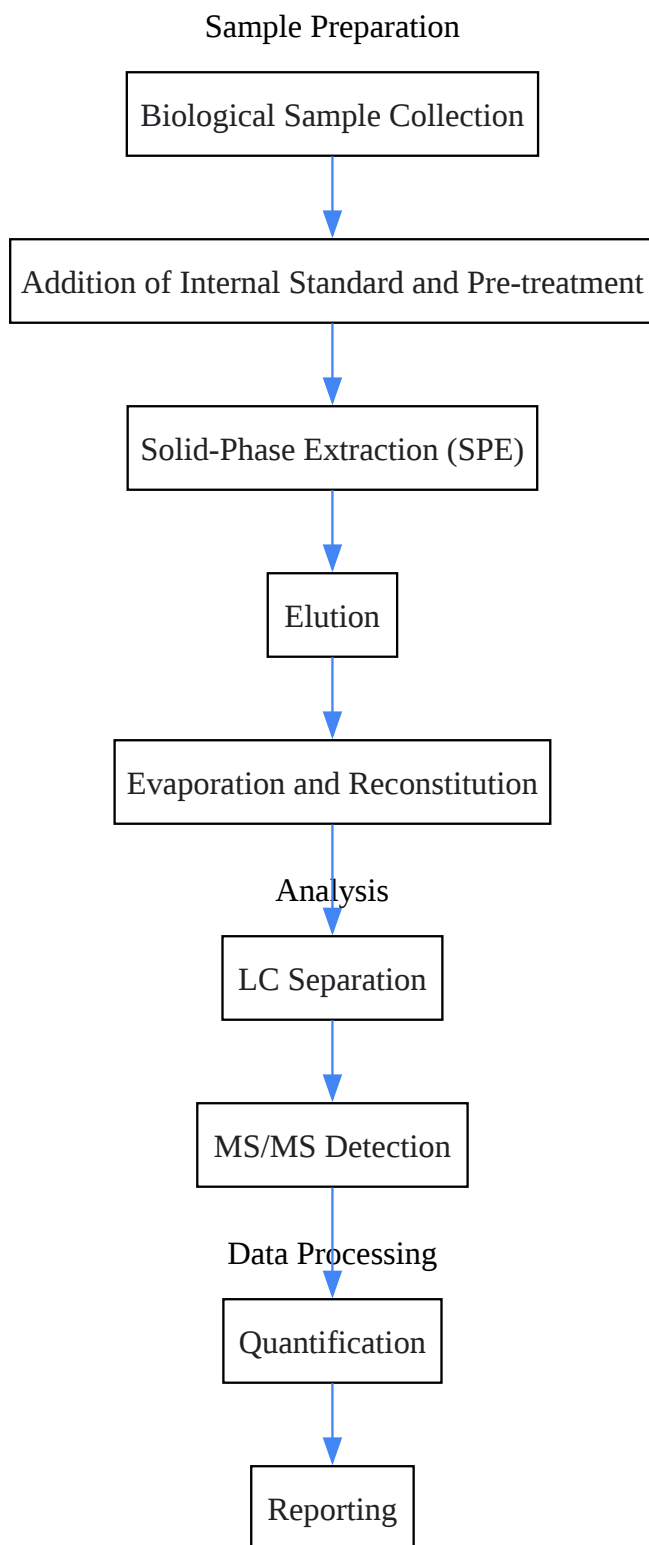 Sample Preparation
Biological Sample Collection
Addition of Internal Standard and Pre-treatment
Solid-Phase Extraction (SPE)
Elution
Evaporation and Reconstitution
Analysis
LC Separation
MS/MS Detection
Data Processing
Quantification
Reporting